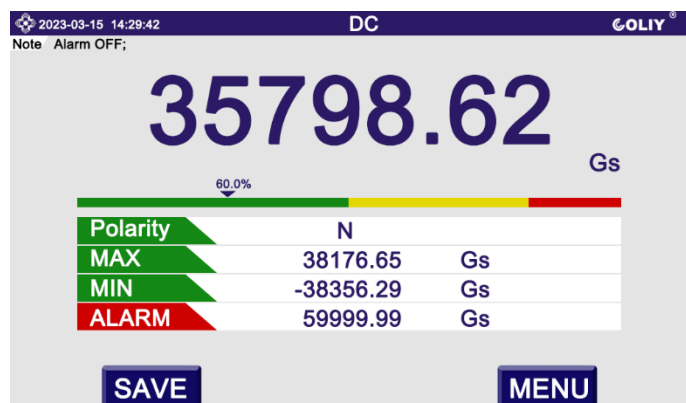 2023-03-15 14:29:42 DC COLIY®
Note Alarm OFF;
35798.62
Gs
60.0%
Polarity N
MAX 38176.65 Gs
MIN -38356.29 Gs
ALARM 59999.99 Gs
SAVE MENU